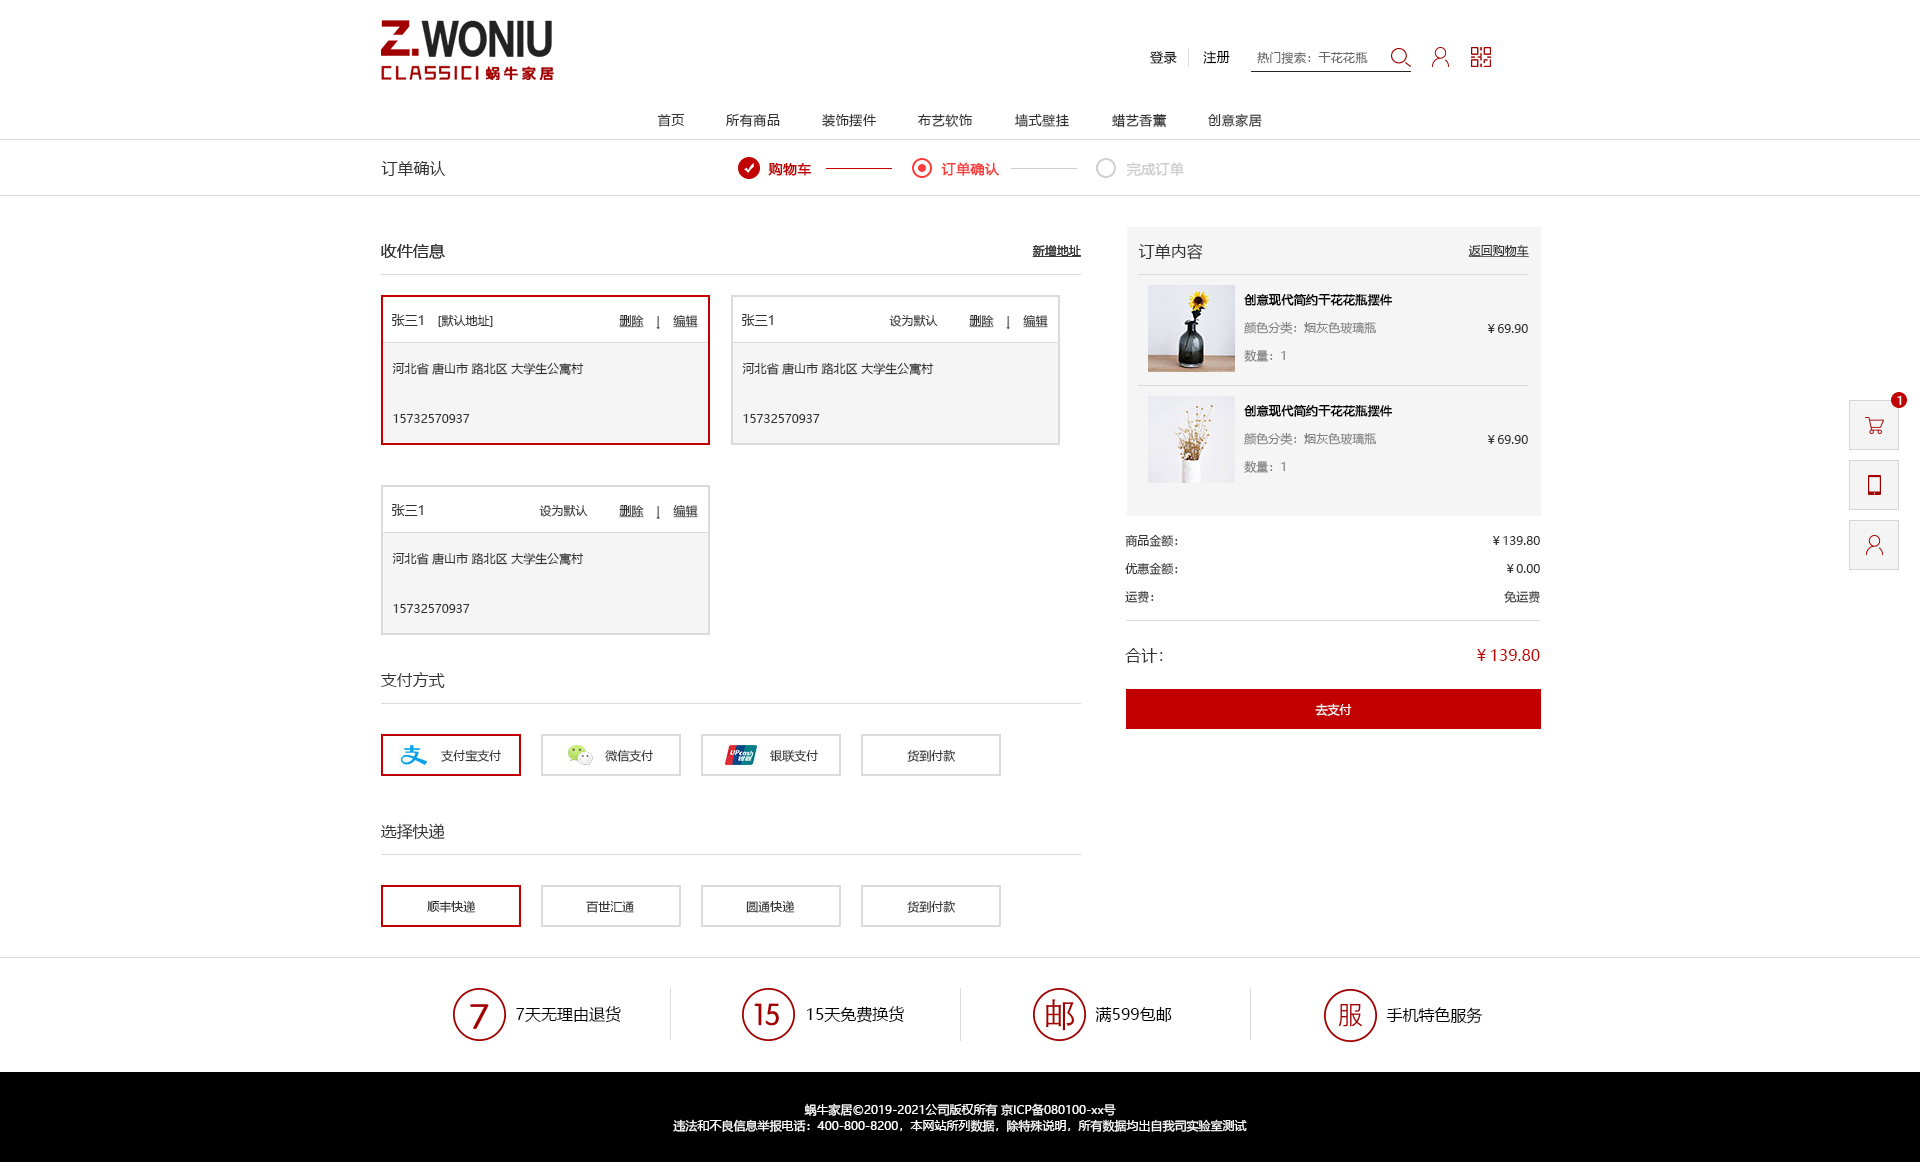 Z.WONIU
CLASSICI 蜗牛家居
登录 注册 热门搜索：干花花瓶
首页 所有商品 装饰摆件 布艺软饰 墙式壁挂 蜡艺香薰 创意家居
订单确认 购物车 订单确认 完成订单
收件信息 新增地址
张三1 [默认地址] 删除 | 编辑
河北省 唐山市 路北区 大学生公寓村
15732570937
张三1 设为默认 删除 | 编辑
河北省 唐山市 路北区 大学生公寓村
15732570937
张三1 设为默认 删除 | 编辑
河北省 唐山市 路北区 大学生公寓村
15732570937
支付方式
支付宝支付 微信支付 UPcash 银联 银联支付 货到付款
选择快递
顺丰快递 百世汇通 圆通快递 货到付款
订单内容 返回购物车
创意现代简约干花花瓶摆件
颜色分类：烟灰色玻璃瓶 ¥ 69.90
数量：1
创意现代简约干花花瓶摆件
颜色分类：烟灰色玻璃瓶 ¥ 69.90
数量：1
商品金额： ¥ 139.80
优惠金额： ¥ 0.00
运费： 免运费
合计： ¥ 139.80
去支付
1
7 7天无理由退货 15 15天免费换货 邮 满599包邮 服 手机特色服务
蜗牛家居©2019-2021公司版权所有 京ICP备080100-xx号
违法和不良信息举报电话：400-800-8200，本网站所列数据，除特殊说明，所有数据均出自我司实验室测试